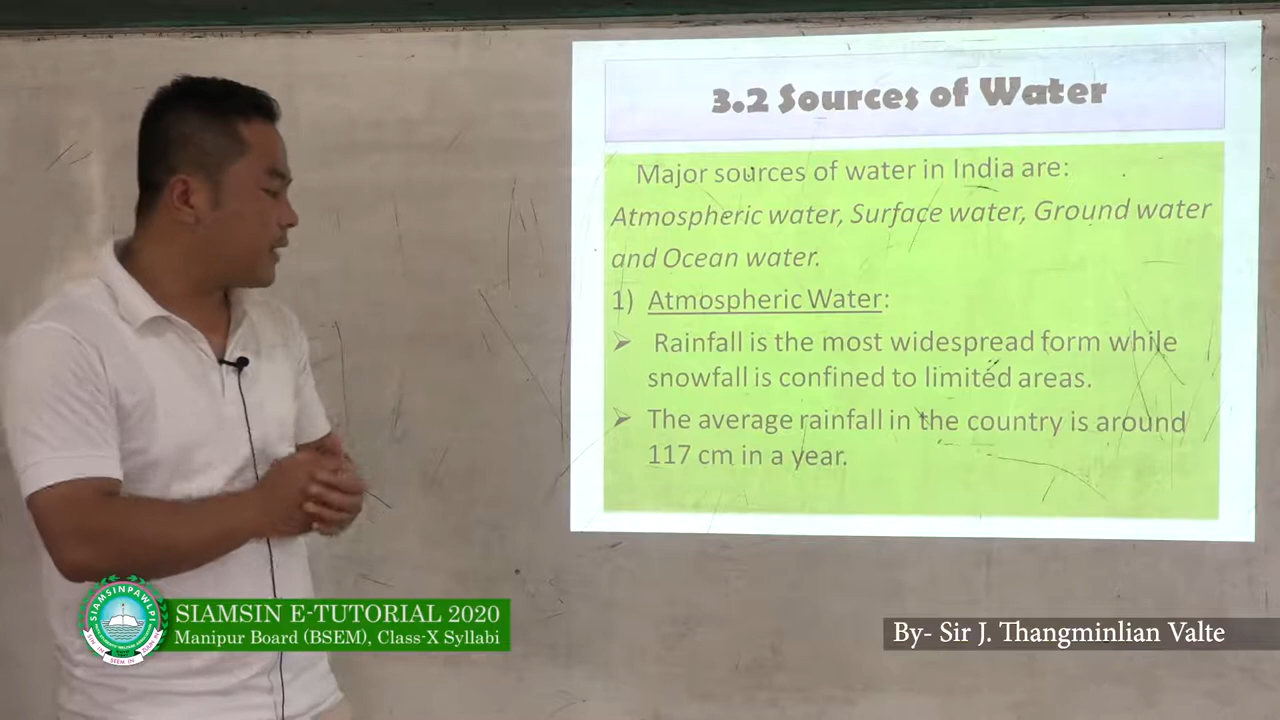 3.2 Sources of Water
Major sources of water in India are:
Atmospheric water, Surface water, Ground water
and Ocean water.
1) Atmospheric Water:
➢ Rainfall is the most widespread form while
snowfall is confined to limited areas.
➢ The average rainfall in the country is around
117 cm in a year.
SIAMSINPAWLPI
SIAMSIN E-TUTORIAL 2020
Manipur Board (BSEM), Class-X Syllabi
By- Sir J. Thangminlian Valte